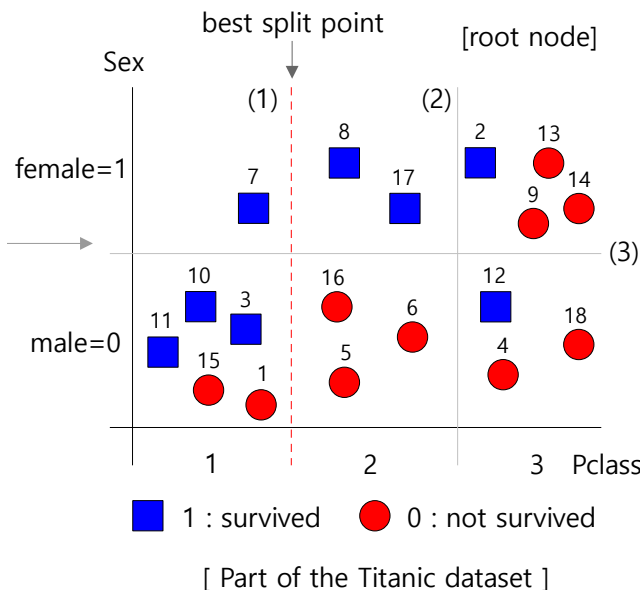 best split point
[root node]
Sex
(1)
(2)
8
2
13
female=1
7
17
9
14
(3)
10
16
12
11
3
6
18
male=0
15
1
5
4
1
2
3
Pclass
1 : survived
0 : not survived
[ Part of the Titanic dataset ]